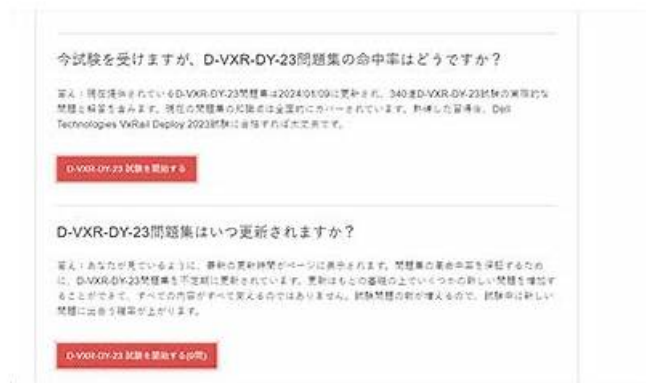 今試験を受けますが、D-VXR-DY-23問題集の命中率はどうですか？
答え：現在提供されているD-VXR-DY-23問題集は2024/01/09に更新され、340道D-VXR-DY-23試験の実際的な
問題と解答を含みます。現在の問題集の知識点は全面的にカバーされています。熟練した習得後、Dell
Technologies VxRail Deploy 2023試験に合格すれば大丈夫です。
D-VXR-DY-23 試験を開始する
D-VXR-DY-23問題集はいつ更新されますか？
答え：あなたが見ているように、最新の更新時間がページに表示されます。問題集の高命中率を保証するため
に、D-VXR-DY-23問題集を不定期に更新されています。更新はもとの基礎の上でいくつかの新しい問題を増加す
ることができて、すべての内容がすべて変えるのではありません。試験問題の数が増えるので、試験中に新しい
問題に出会う確率が上がります。
D-VXR-DY-23 試験を開始する(0問)